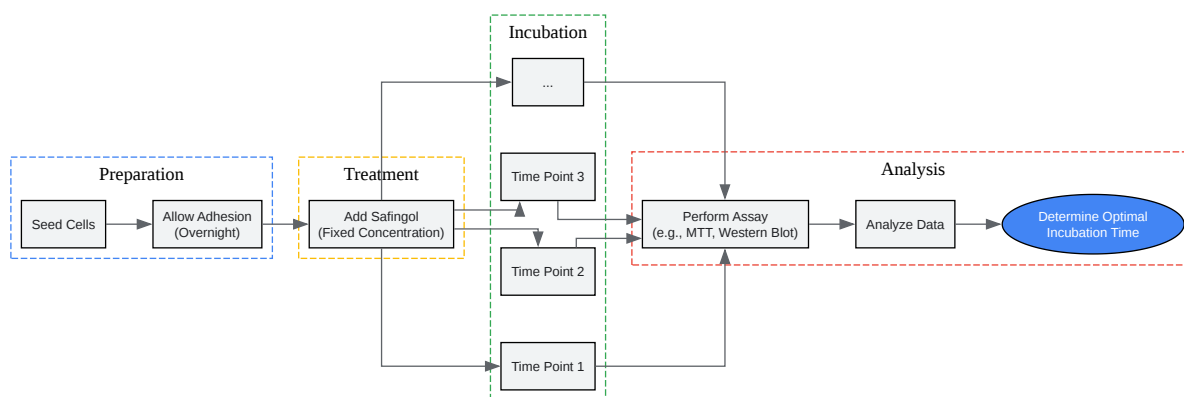 Preparation
Seed Cells
Allow Adhesion
(Overnight)
Treatment
Add Safingol
(Fixed Concentration)
Incubation
...
Time Point 3
Time Point 2
Time Point 1
Analysis
Perform Assay
(e.g., MTT, Western Blot)
Analyze Data
Determine Optimal
Incubation Time